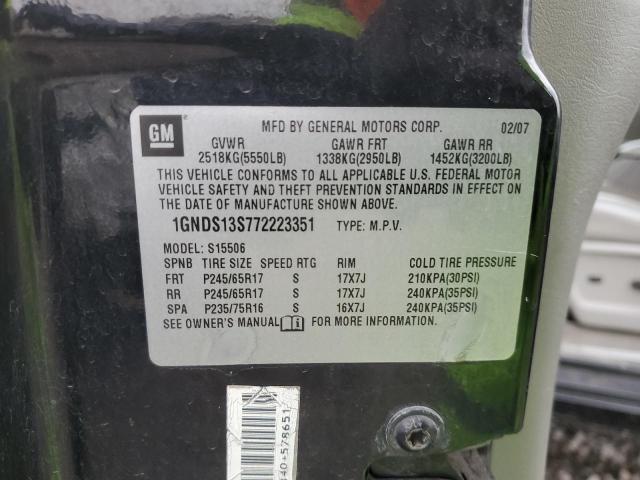 GM
MFD BY GENERAL MOTORS CORP. 02/07
GVWR GAWR FRT GAWR RR
2518KG(5550LB) 1338KG(2950LB) 1452KG(3200LB)
THIS VEHICLE CONFORMS TO ALL APPLICABLE U.S. FEDERAL MOTOR
VEHICLE SAFETY AND THEFT PREVENTION STANDARDS IN EFFECT ON
THE DATE OF MANUFACTURE SHOWN ABOVE.
1GNDS13S772223351 TYPE: M.P.V.
MODEL: S15506
SPNB TIRE SIZE SPEED RTG RIM COLD TIRE PRESSURE
FRT P245/65R17 S 17X7J 210KPA(30PSI)
RR P245/65R17 S 17X7J 240KPA(35PSI)
SPA P235/75R16 S 16X7J 240KPA(35PSI)
SEE OWNER'S MANUAL FOR MORE INFORMATION.
40+578651